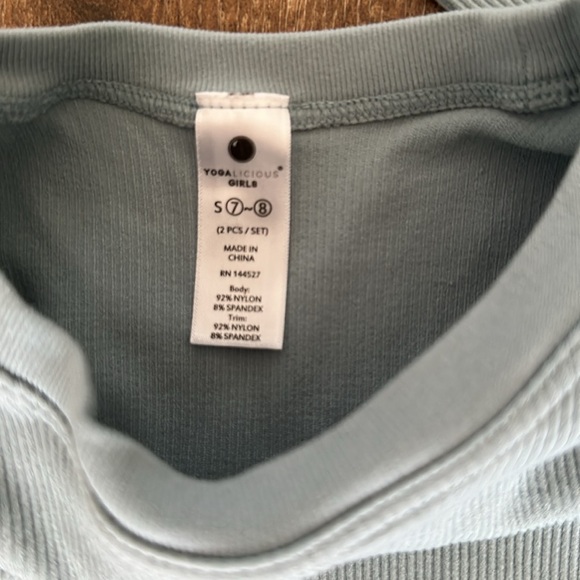 YOGALICIOUS®
GIRLS
S ⑦~⑧
(2 PCS / SET)
MADE IN
CHINA
RN 144527
Body:
92% NYLON
8% SPANDEX
Trim:
92% NYLON
8% SPANDEX